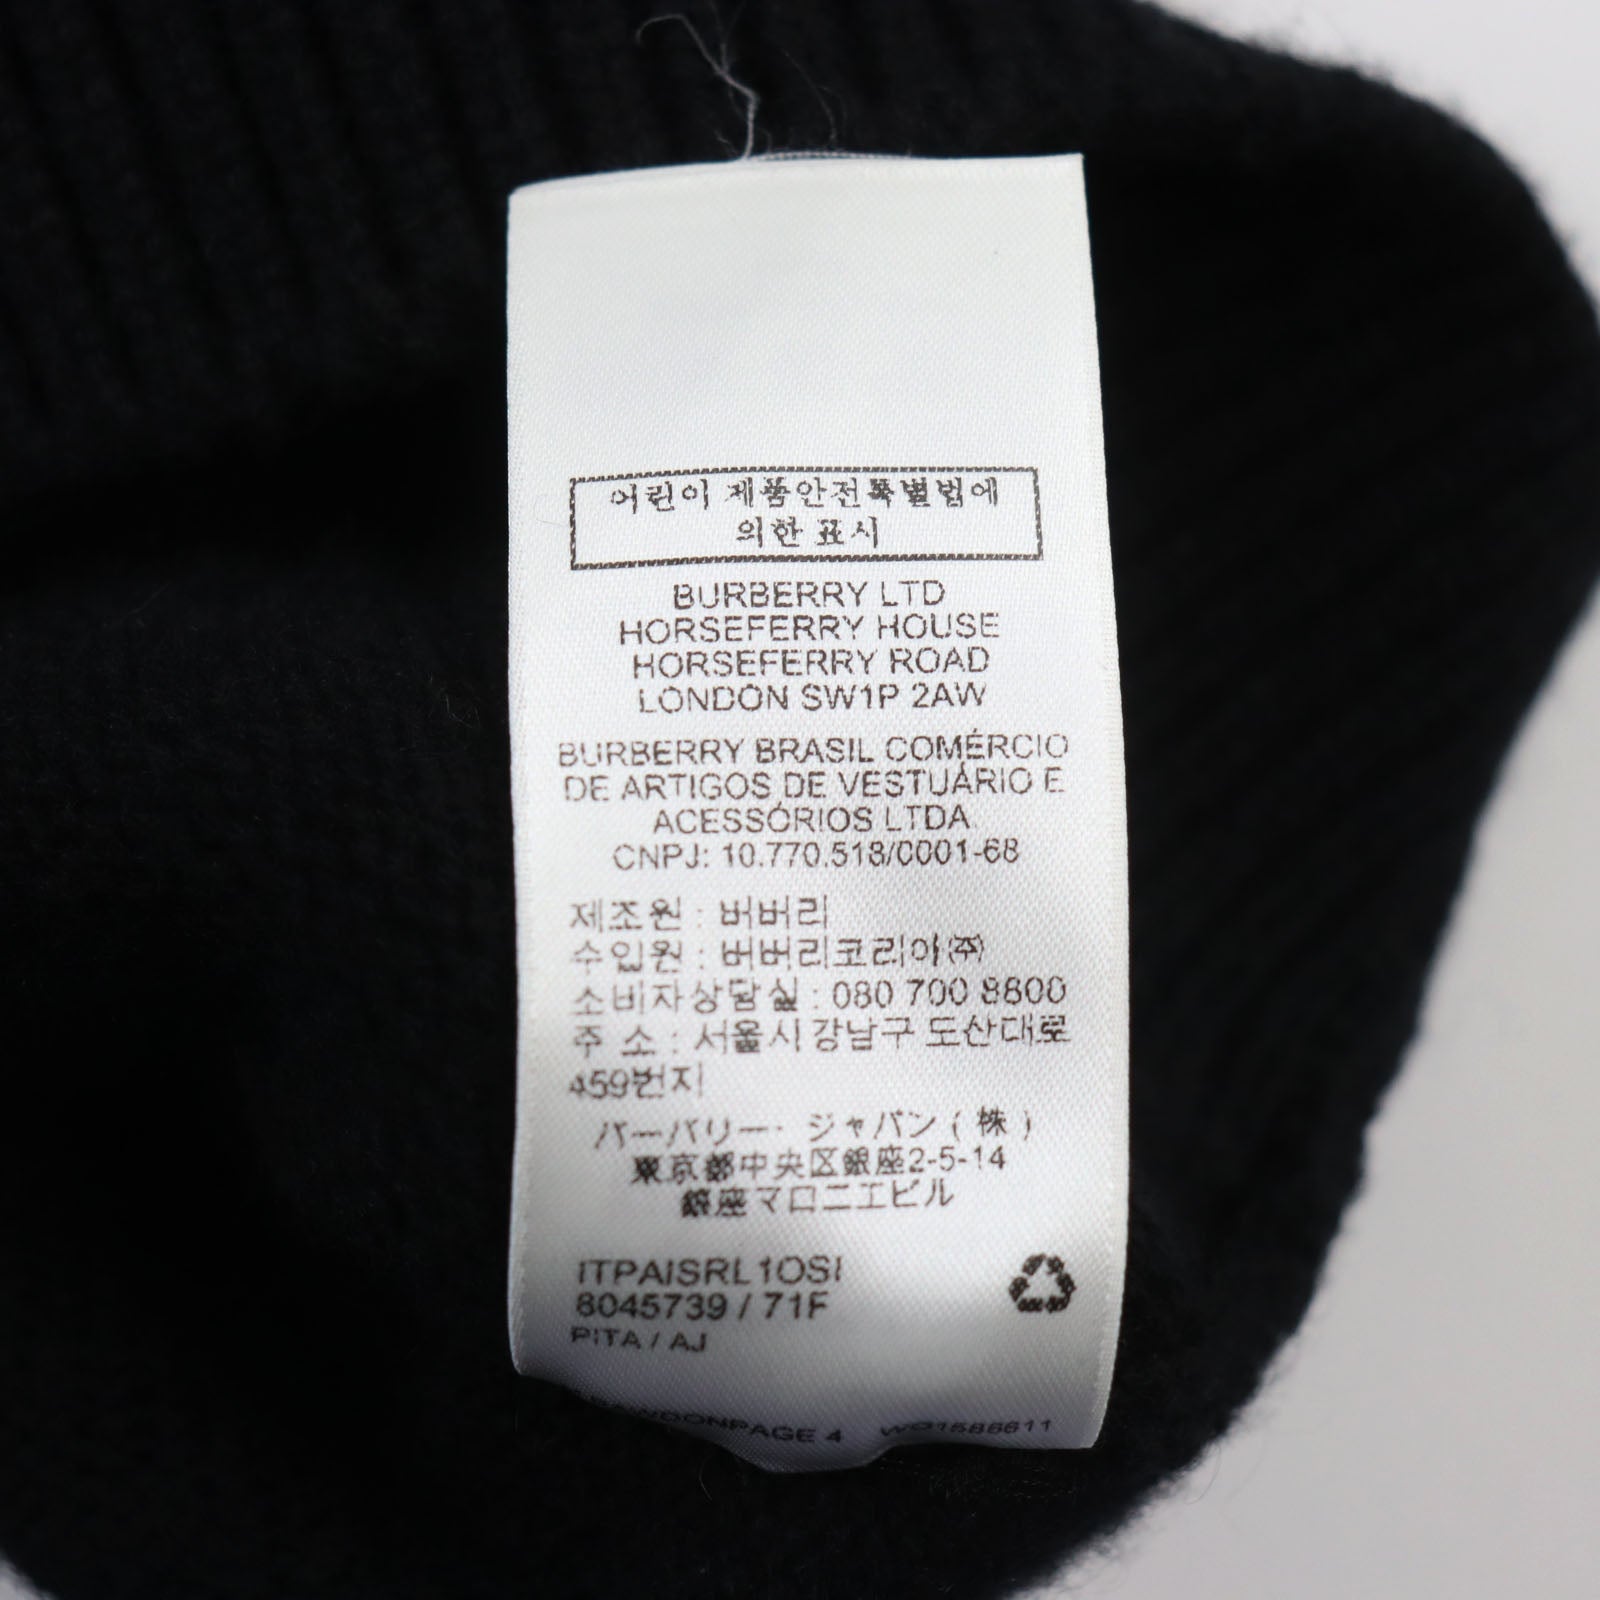 어린이 제품안전특별법에
의한 표시
BURBERRY LTD
HORSEFERRY HOUSE
HORSEFERRY ROAD
LONDON SW1P 2AW
BURBERRY BRASIL COMÉRCIO
DE ARTIGOS DE VESTUÁRIO E
ACESSÓRIOS LTDA
CNPJ: 10.770.518/0001-68
제조원 : 버버리
수입원 : 버버리코리아(주)
소비자상담실 : 080 700 8800
주 소 : 서울시 강남구 도산대로
459번지
バーバリー・ジャパン(株)
東京都中央区銀座2-5-14
銀座マロニエビル
ITPAISRL10SI
8045739 / 71F
PITA / AJ
PAGE 4 WO1586611